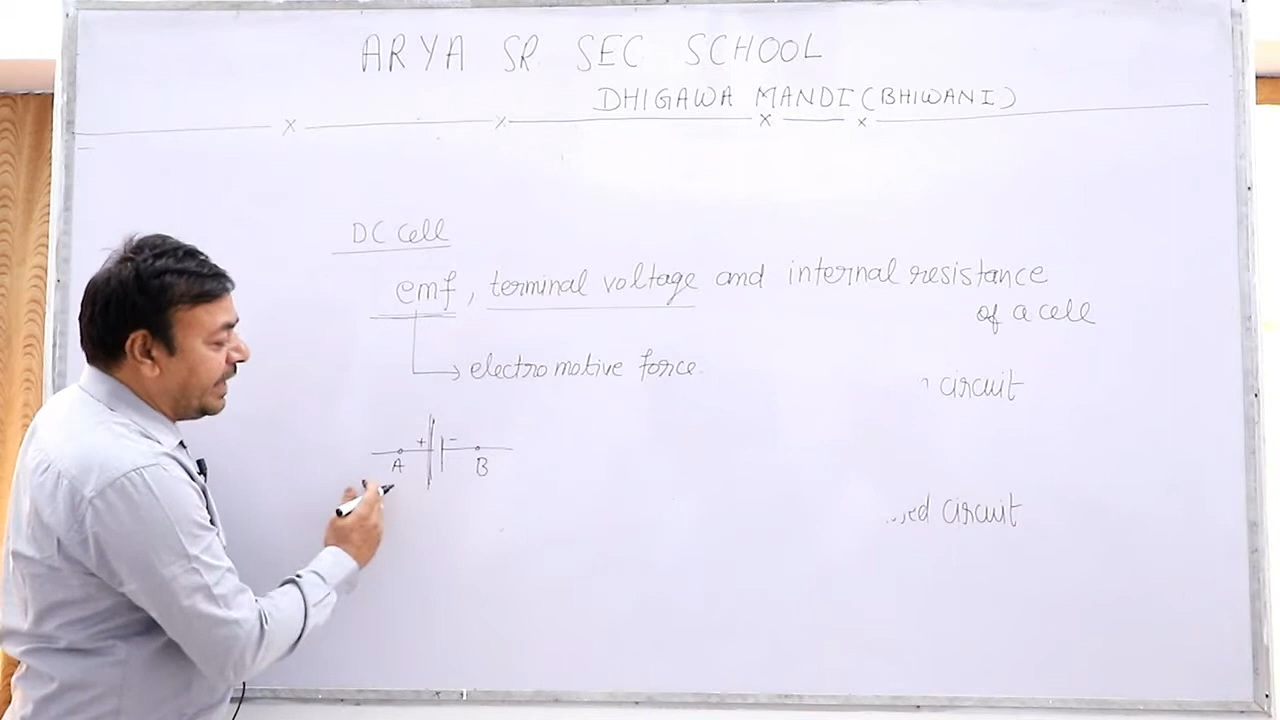 ARYA SR. SEC SCHOOL
DHIGAWA MANDI (BHIWANI)
DC Cell
emf, terminal voltage and internal resistance
of a cell
electromotive force.
circuit
+ -
A B
circuit